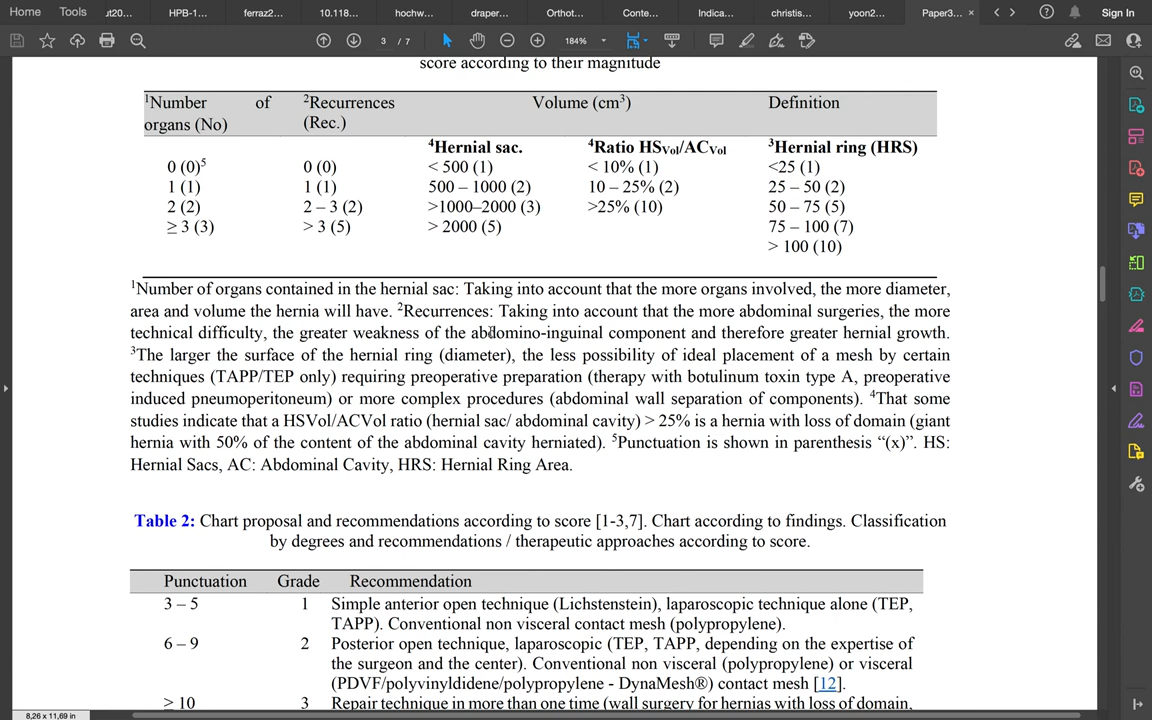 Home Tools ut20... HPB-1... ferraz2... 10.118... hochw... draper... Orthot... Conte... Indica... christis... yoon2... Paper3... × Sign In
3 / 7 184%
score according to their magnitude
¹Number of ²Recurrences Volume (cm³) Definition
organs (No) (Rec.)
⁴Hernial sac. ⁴Ratio HSVol/ACVol ³Hernial ring (HRS)
0 (0)⁵ 0 (0) < 500 (1) < 10% (1) <25 (1)
1 (1) 1 (1) 500 – 1000 (2) 10 – 25% (2) 25 – 50 (2)
2 (2) 2 – 3 (2) >1000–2000 (3) >25% (10) 50 – 75 (5)
≥ 3 (3) > 3 (5) > 2000 (5) 75 – 100 (7)
> 100 (10)
¹Number of organs contained in the hernial sac: Taking into account that the more organs involved, the more diameter,
area and volume the hernia will have. ²Recurrences: Taking into account that the more abdominal surgeries, the more
technical difficulty, the greater weakness of the abdomino-inguinal component and therefore greater hernial growth.
³The larger the surface of the hernial ring (diameter), the less possibility of ideal placement of a mesh by certain
techniques (TAPP/TEP only) requiring preoperative preparation (therapy with botulinum toxin type A, preoperative
induced pneumoperitoneum) or more complex procedures (abdominal wall separation of components). ⁴That some
studies indicate that a HSVol/ACVol ratio (hernial sac/ abdominal cavity) > 25% is a hernia with loss of domain (giant
hernia with 50% of the content of the abdominal cavity herniated). ⁵Punctuation is shown in parenthesis “(x)”. HS:
Hernial Sacs, AC: Abdominal Cavity, HRS: Hernial Ring Area.
Table 2: Chart proposal and recommendations according to score [1-3,7]. Chart according to findings. Classification
by degrees and recommendations / therapeutic approaches according to score.
Punctuation Grade Recommendation
3 – 5 1 Simple anterior open technique (Lichstenstein), laparoscopic technique alone (TEP,
TAPP). Conventional non visceral contact mesh (polypropylene).
6 – 9 2 Posterior open technique, laparoscopic (TEP, TAPP, depending on the expertise of
the surgeon and the center). Conventional non visceral (polypropylene) or visceral
(PDVF/polyvinyldidene/polypropylene - DynaMesh®) contact mesh [12].
≥ 10 3 Repair technique in more than one time (wall surgery for hernias with loss of domain,
8,26 x 11,69 in